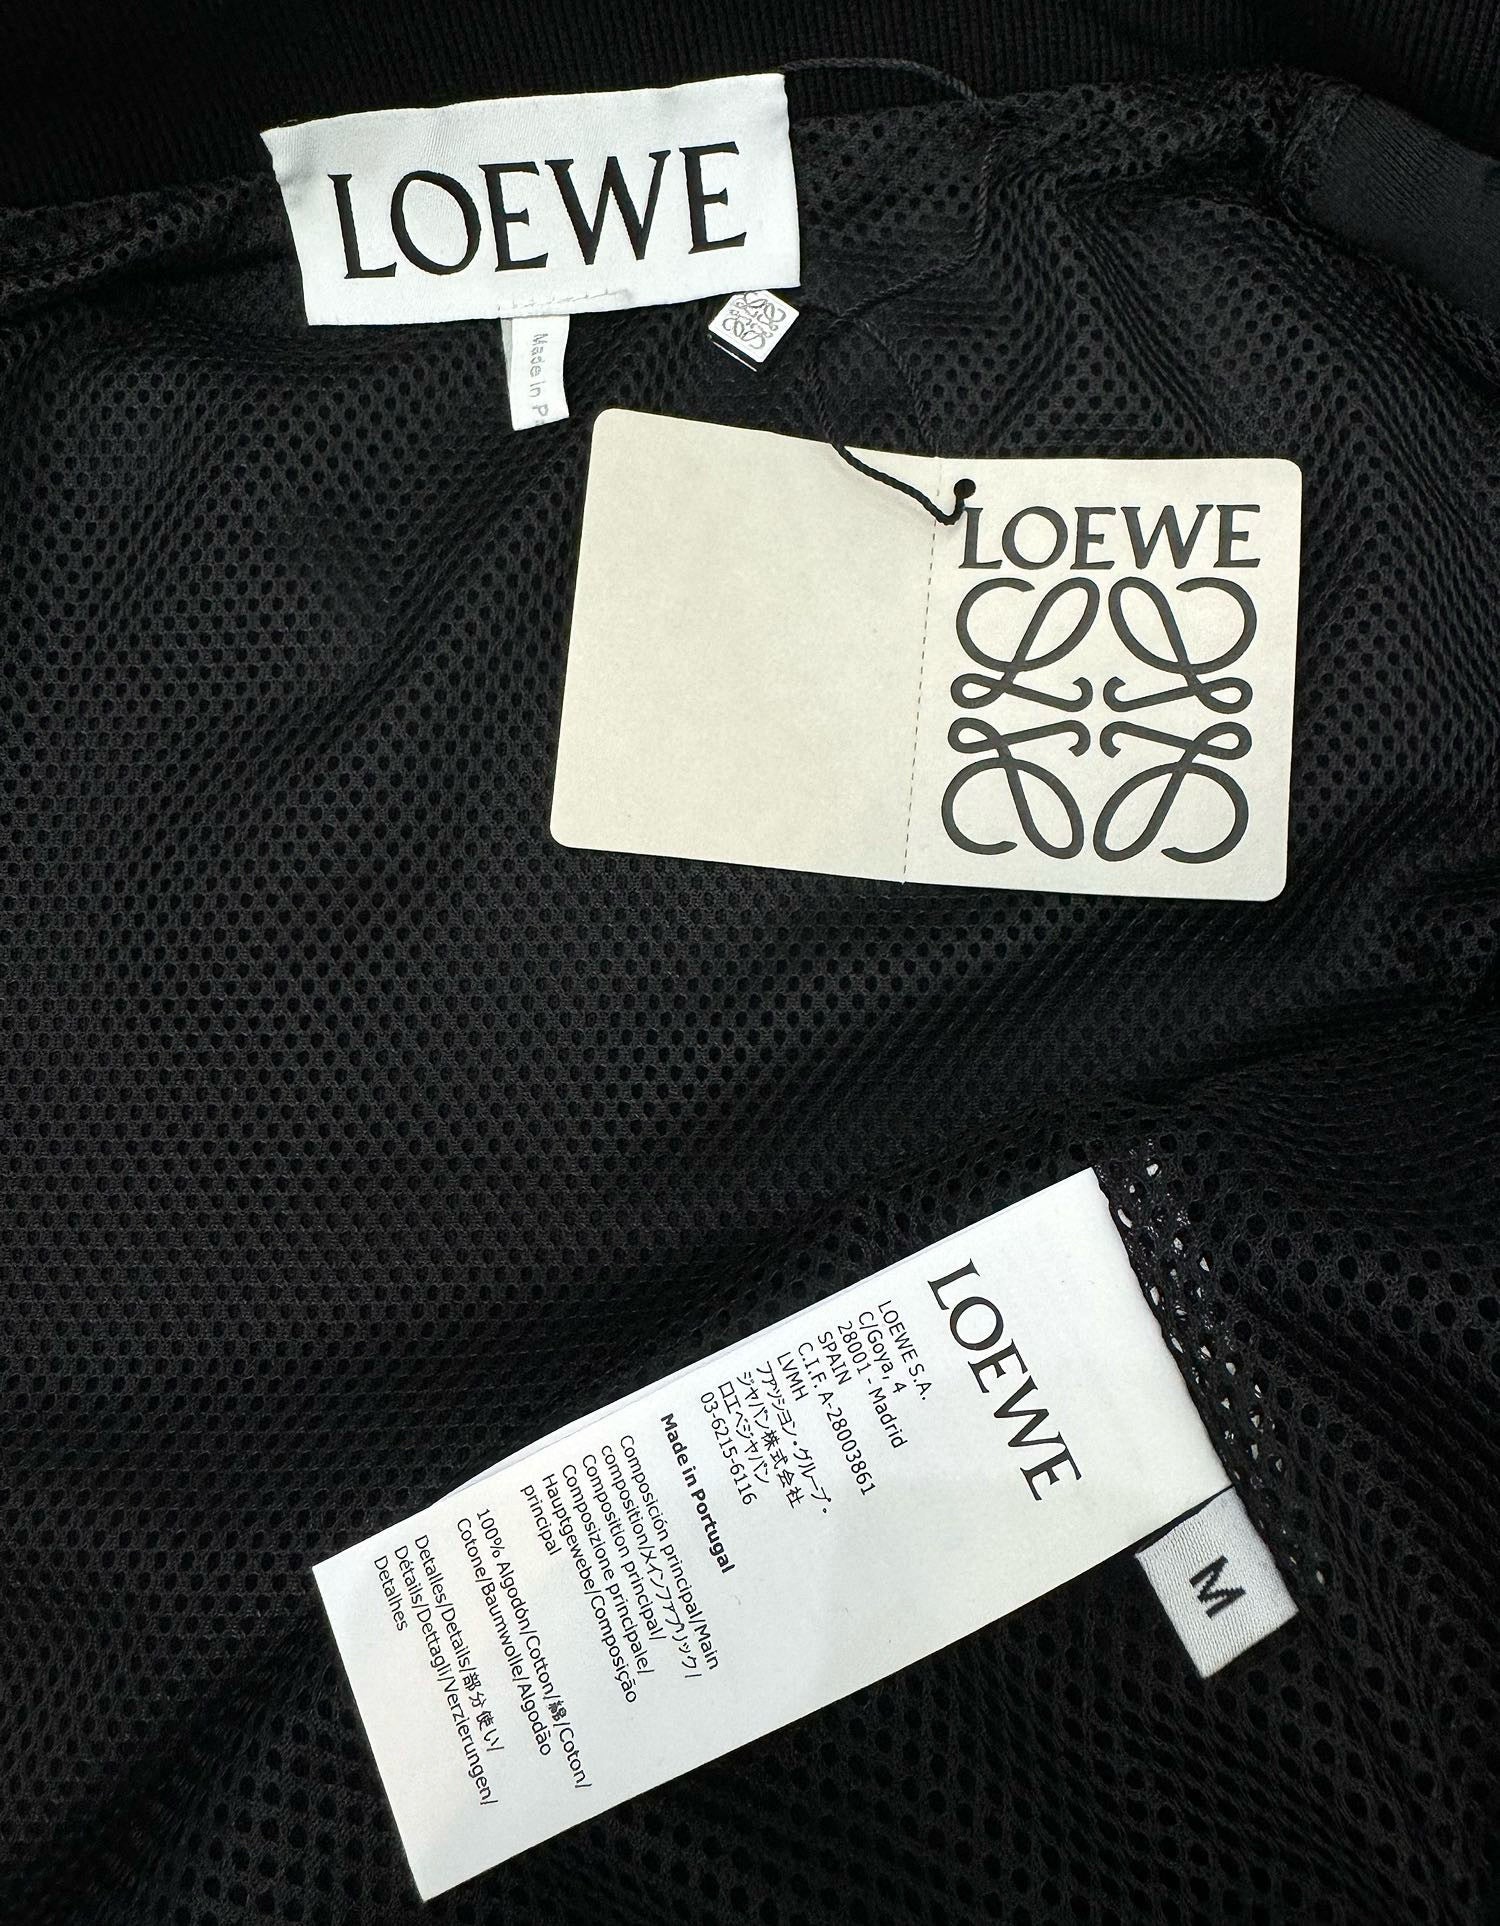 LOEWE
Made in P
LOEWE
LOEWE
LOEWE S.A.
C/Goya, 4
28001 - Madrid
SPAIN
C.I.F. A-28003861
LVMH
ファッション・グループ・
ジャパン株式会社
ロエベジャパン
03-6215-6116
Made in Portugal
Composición principal/Main
composition/メインファブリック/
Composition principal/
Composizione principale/
Hauptgewebe/Composição
principal
100% Algodón/Cotton/綿/Coton/
Cotone/Baumwolle/Algodão
Detalles/Details/部分使い/
Détails/Dettagli/Verzierungen/
Detalhes
M